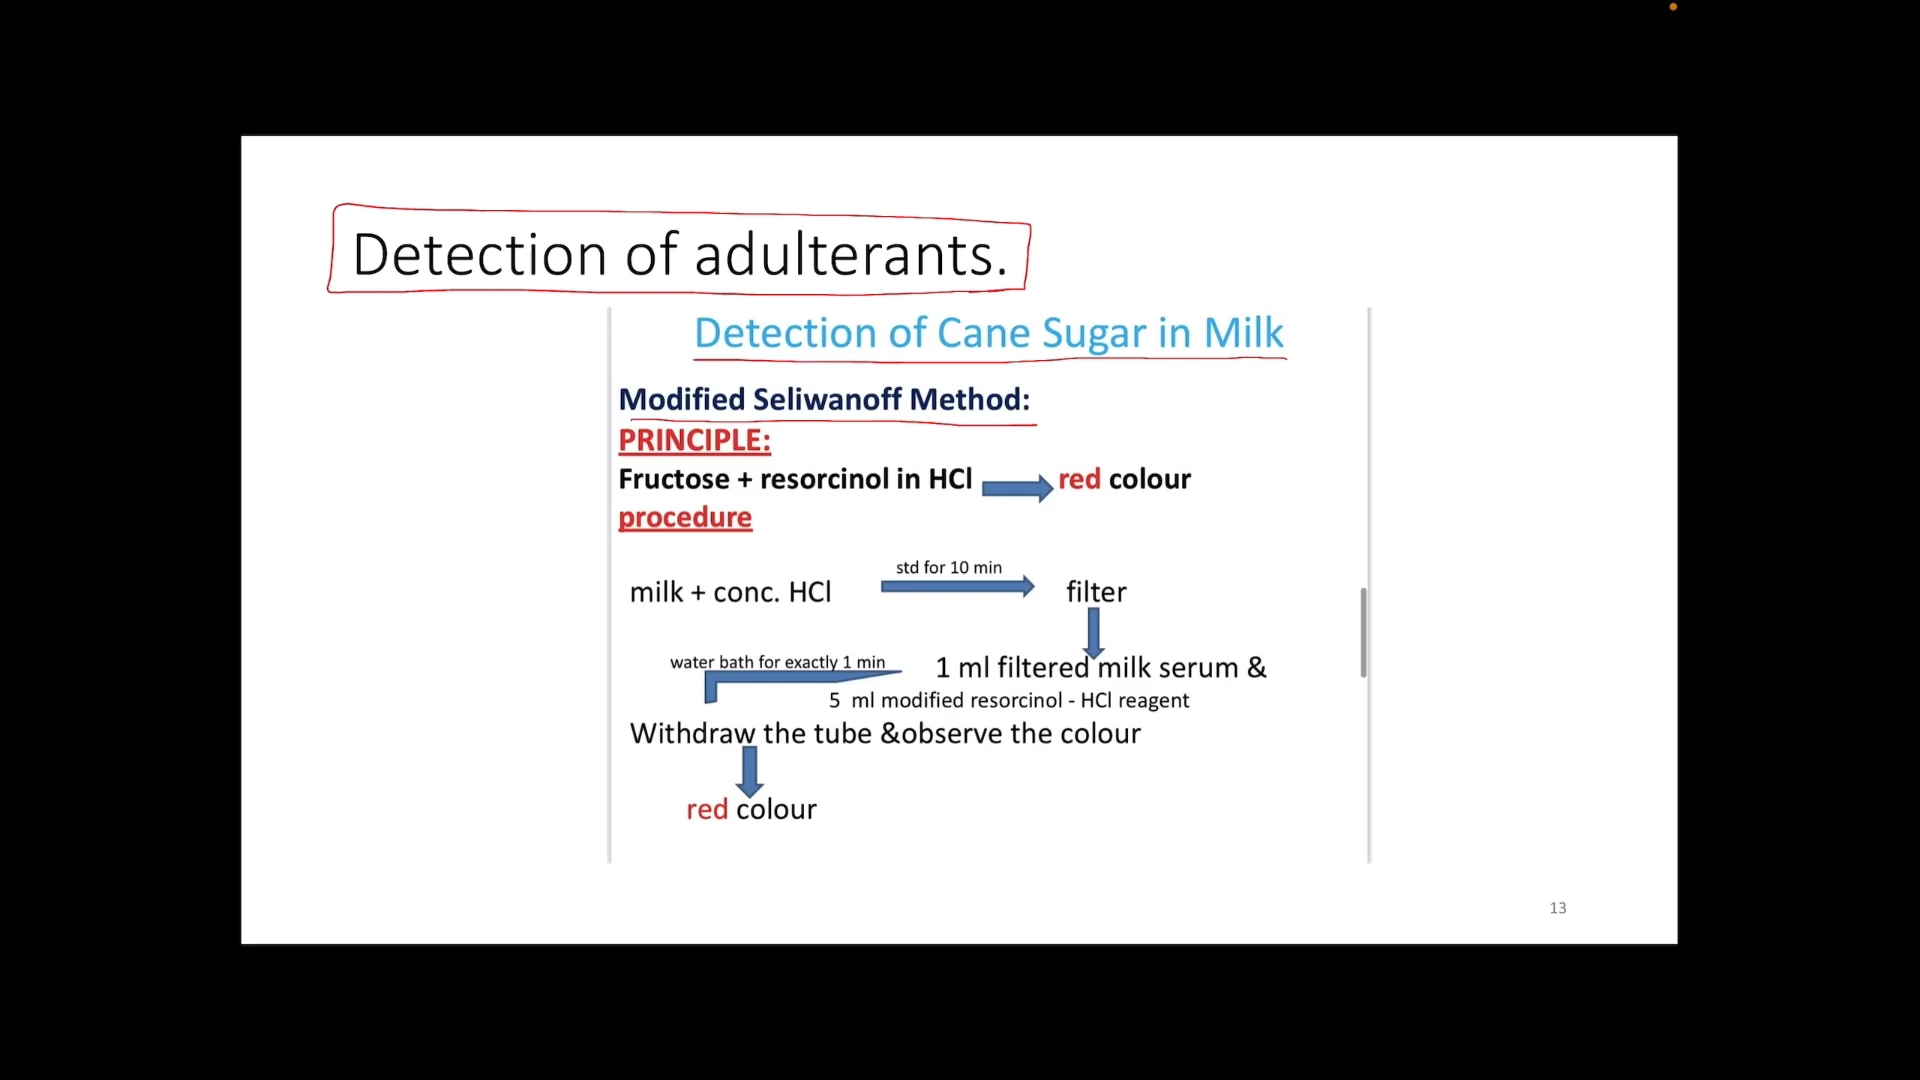 Detection of adulterants.
Detection of Cane Sugar in Milk
Modified Seliwanoff Method:
PRINCIPLE:
Fructose + resorcinol in HCl red colour
procedure
std for 10 min
milk + conc. HCl filter
water bath for exactly 1 min 1 ml filtered milk serum &
5 ml modified resorcinol - HCl reagent
Withdraw the tube &observe the colour
red colour
13